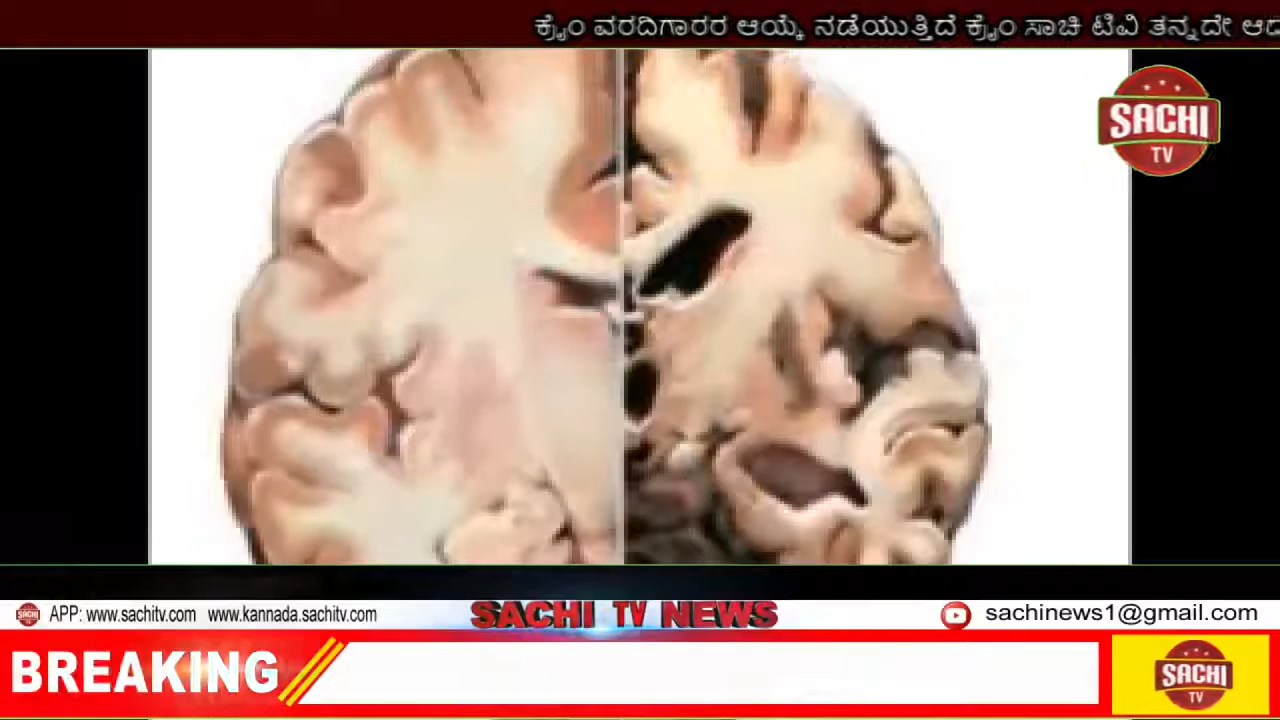 ಕ್ರೈಂ ವರದಿಗಾರರ ಆಯ್ಕೆ ನಡೆಯುತ್ತಿದೆ ಕ್ರೈಂ ಸಾಚಿ ಟಿವಿ ತನ್ನದೇ
SACHI
TV
APP: www.sachitv.com www.kannada.sachitv.com
SACHI TV NEWS
sachinews1@gmail.com
BREAKING
SACHI
TV